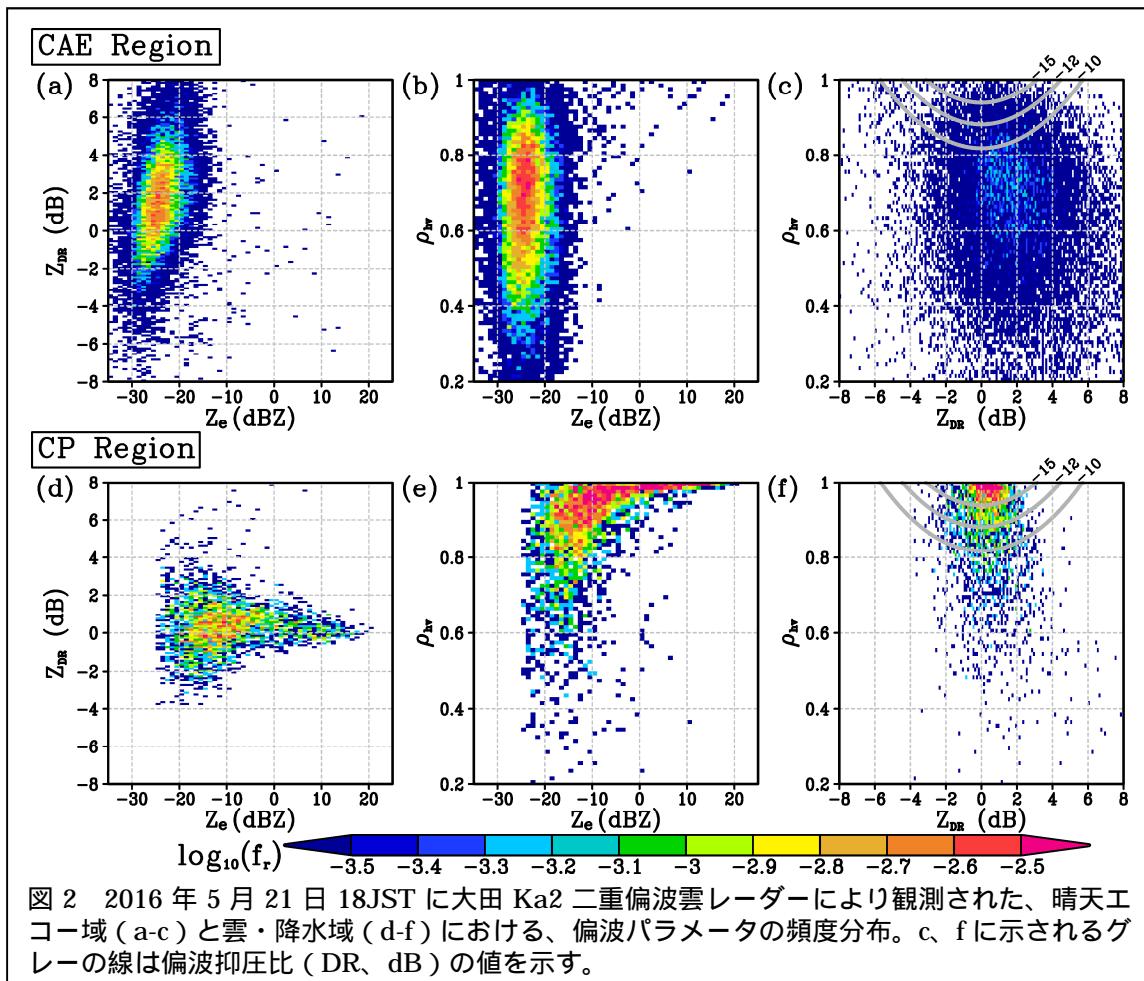 CAE Region
(a)
8
6
4
2
0
-2
-4
-6
-8
Z_DR (dB)
-30 -20 -10 0 10 20
Z_e (dBZ)
(b)
1
0.8
0.6
0.4
0.2
ρ_hv
-30 -20 -10 0 10 20
Z_e (dBZ)
(c)
-15 -12 -10
1
0.8
0.6
0.4
0.2
ρ_hv
-8 -6 -4 -2 0 2 4 6 8
Z_DR (dB)
CP Region
(d)
8
6
4
2
0
-2
-4
-6
-8
Z_DR (dB)
-30 -20 -10 0 10 20
Z_e (dBZ)
(e)
1
0.8
0.6
0.4
0.2
ρ_hv
-30 -20 -10 0 10 20
Z_e (dBZ)
(f)
-15 -12 -10
1
0.8
0.6
0.4
0.2
ρ_hv
-8 -6 -4 -2 0 2 4 6 8
Z_DR (dB)
log10(f_r)
-3.5 -3.4 -3.3 -3.2 -3.1 -3 -2.9 -2.8 -2.7 -2.6 -2.5
図 2 2016 年 5 月 21 日 18JST に大田 Ka2 二重偏波雲レーダーにより観測された、晴天エ
コー域(a-c)と雲・降水域(d-f)における、偏波パラメータの頻度分布。c、f に示されるグ
レーの線は偏波抑圧比(DR、dB)の値を示す。